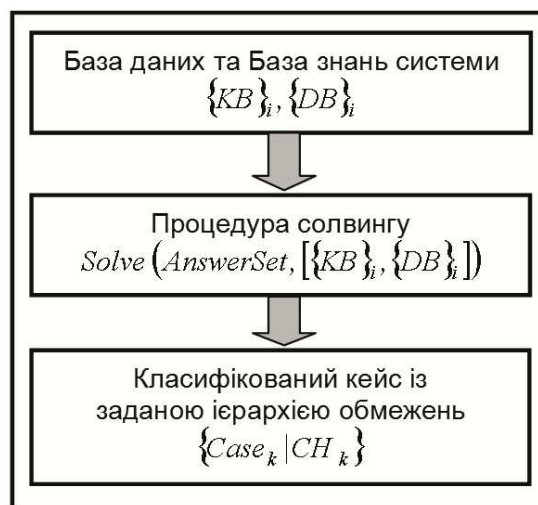 База даних та База знань системи
{KB}i, {DB}i
Процедура солвингу
Solve (AnswerSet, [{KB}i, {DB}i])
Класифікований кейс із
заданою ієрархією обмежень
{Casek | CHk}